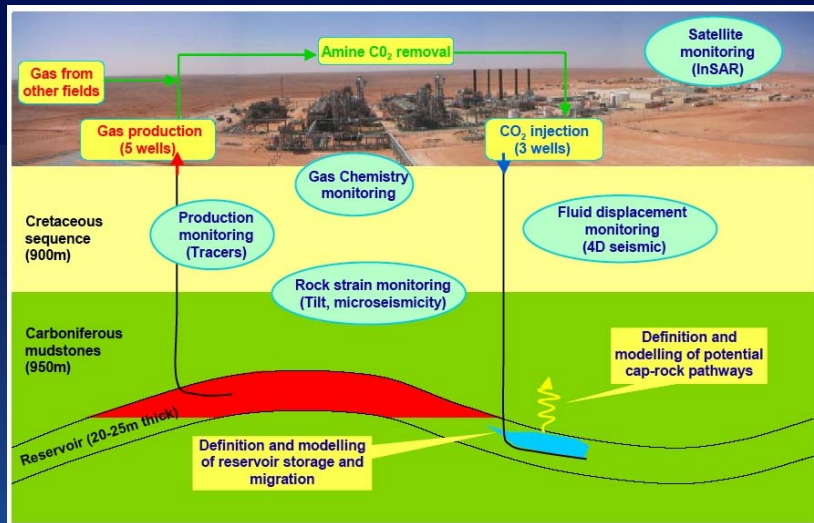 Satellite
monitoring
(InSAR)
Amine C0₂ removal
Gas from
other fields
Gas production
(5 wells)
CO₂ injection
(3 wells)
Gas Chemistry
monitoring
Cretaceous
sequence
(900m)
Production
monitoring
(Tracers)
Fluid displacement
monitoring
(4D seismic)
Rock strain monitoring
(Tilt, microseismicity)
Carboniferous
mudstones
(950m)
Definition and
modelling of potential
cap-rock pathways
Reservoir (20-25m thick)
Definition and modelling
of reservoir storage and
migration